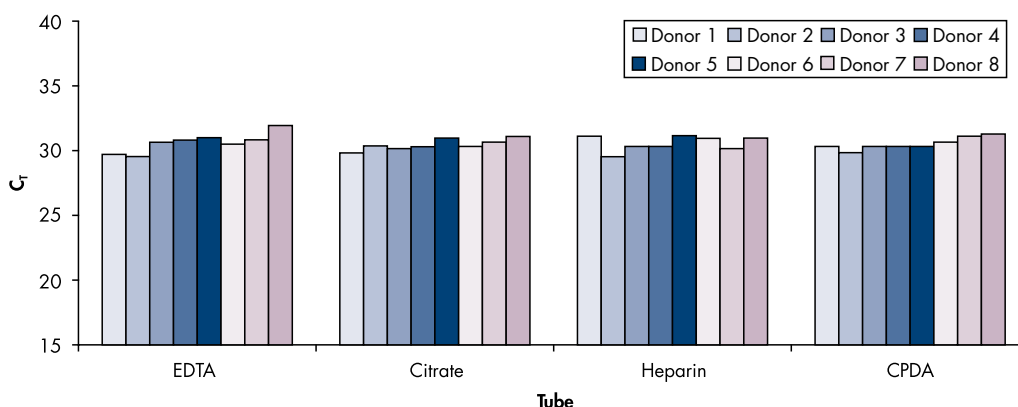 40
35
30
25
20
15
C_T
Donor 1 Donor 2 Donor 3 Donor 4
Donor 5 Donor 6 Donor 7 Donor 8
EDTA Citrate Heparin CPDA
Tube